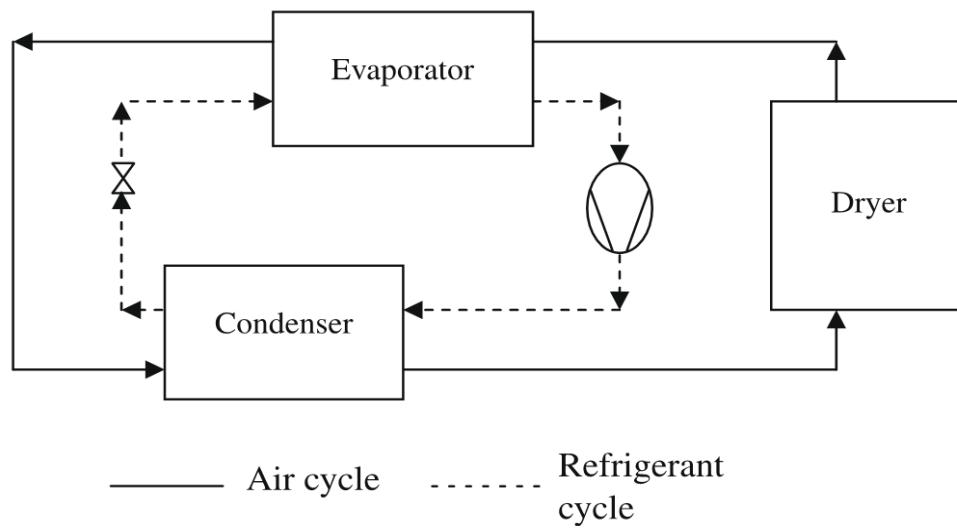 Evaporator
Dryer
Condenser
Air cycle
Refrigerant
cycle